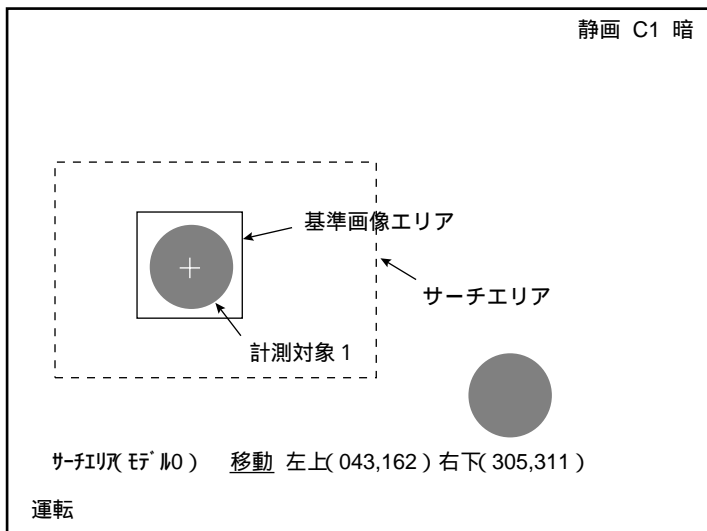 静画 C1 暗
基準画像エリア
サーチエリア
計測対象1
ｻｰﾁｴﾘｱ(ﾓﾃﾞﾙ0) 移動 左上(043,162)右下(305,311)
運転